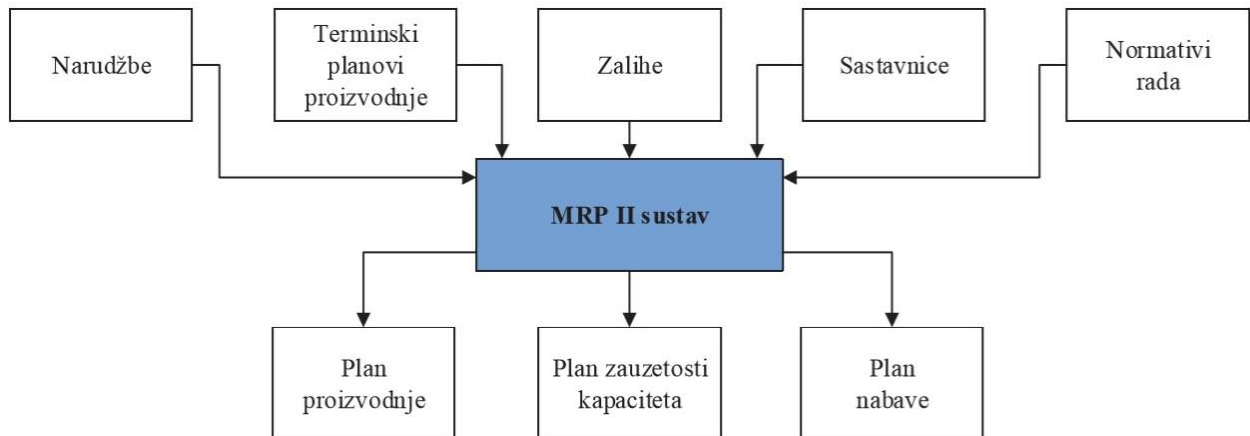 Narudžbe
Terminski
planovi
proizvodnje
Zalihe
Sastavnice
Normativi
rada
MRP II sustav
Plan
proizvodnje
Plan zauzetosti
kapaciteta
Plan
nabave